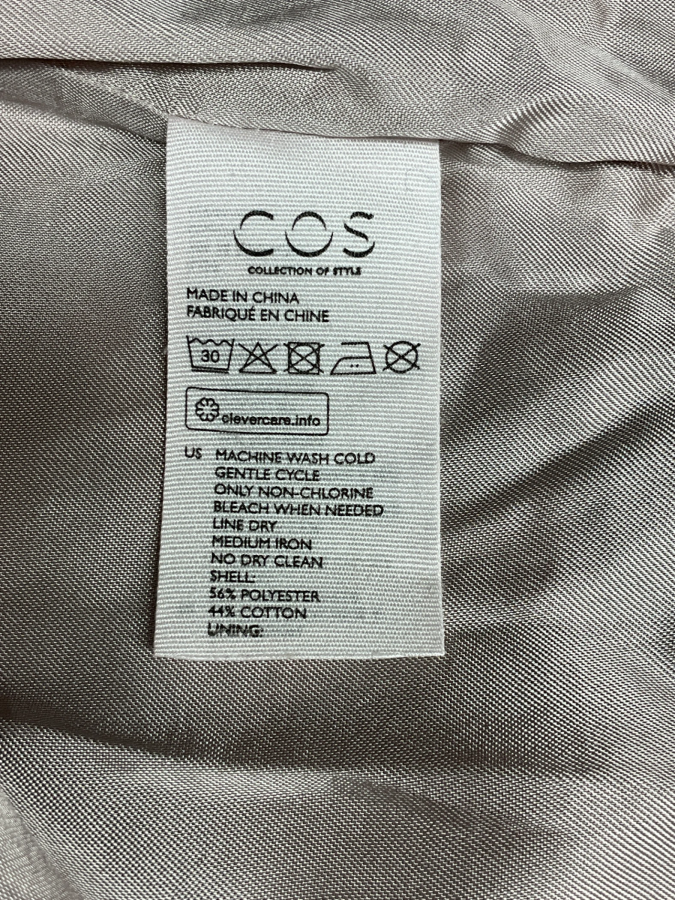 COS
COLLECTION OF STYLE
MADE IN CHINA
FABRIQUÉ EN CHINE
30
clevercare.info
US MACHINE WASH COLD
GENTLE CYCLE
ONLY NON-CHLORINE
BLEACH WHEN NEEDED
LINE DRY
MEDIUM IRON
NO DRY CLEAN
SHELL:
56% POLYESTER
44% COTTON
LINING: